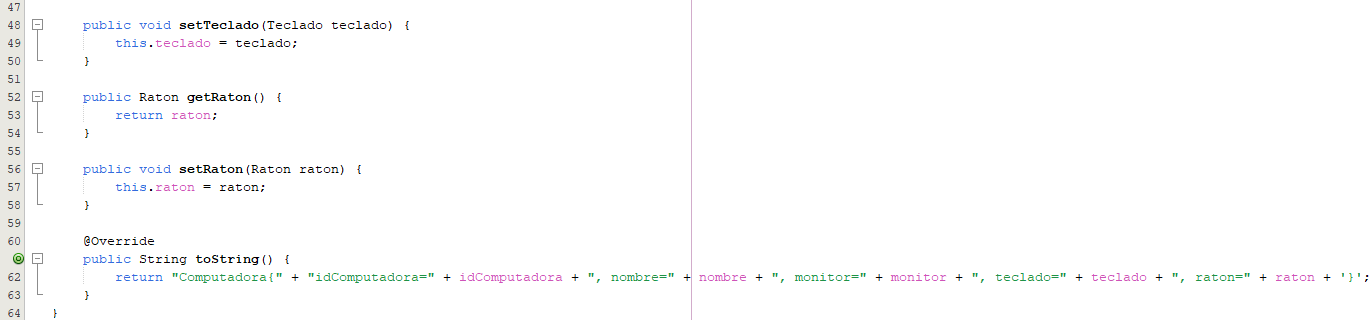 47
48 public void setTeclado(Teclado teclado) {
49 this.teclado = teclado;
50 }
51
52 public Raton getRaton() {
53 return raton;
54 }
55
56 public void setRaton(Raton raton) {
57 this.raton = raton;
58 }
59
60 @Override
public String toString() {
62 return "Computadora{" + "idComputadora=" + idComputadora + ", nombre=" + nombre + ", monitor=" + monitor + ", teclado=" + teclado + ", raton=" + raton + '}';
63 }
64 }